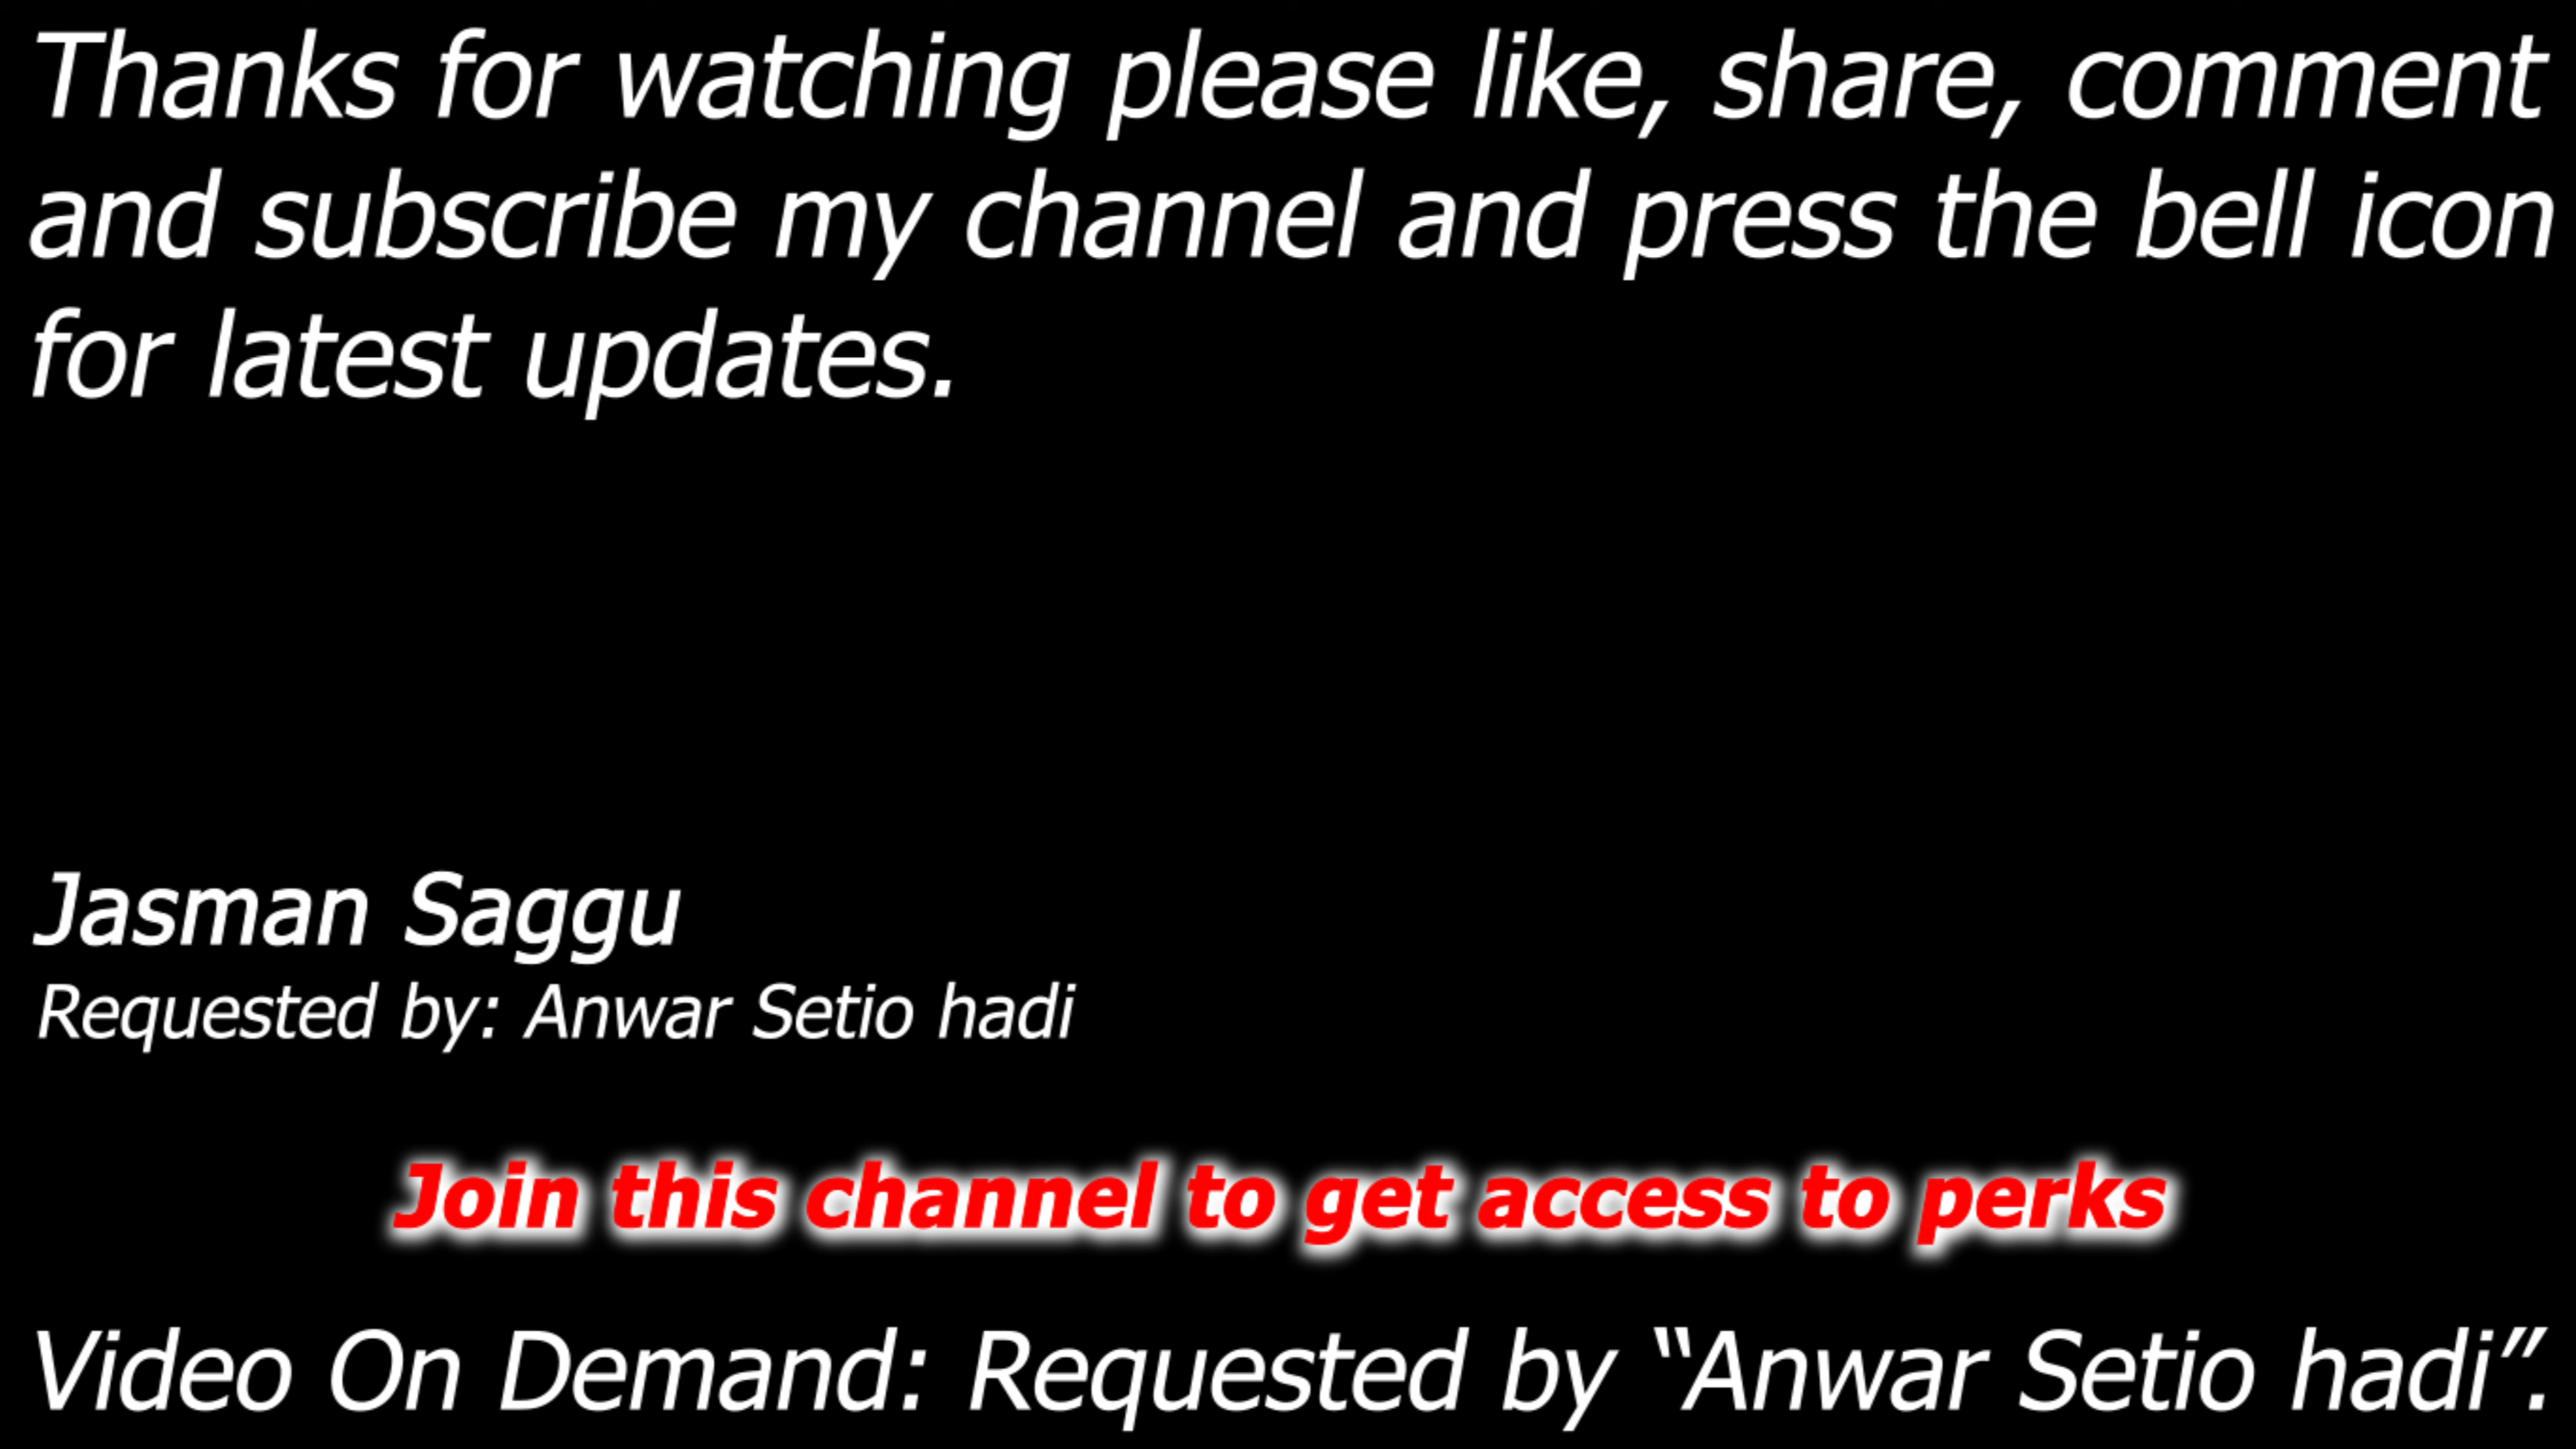 Thanks for watching please like, share, comment
and subscribe my channel and press the bell icon
for latest updates.
Jasman Saggu
Requested by: Anwar Setio hadi
Join this channel to get access to perks
Video On Demand: Requested by “Anwar Setio hadi”.